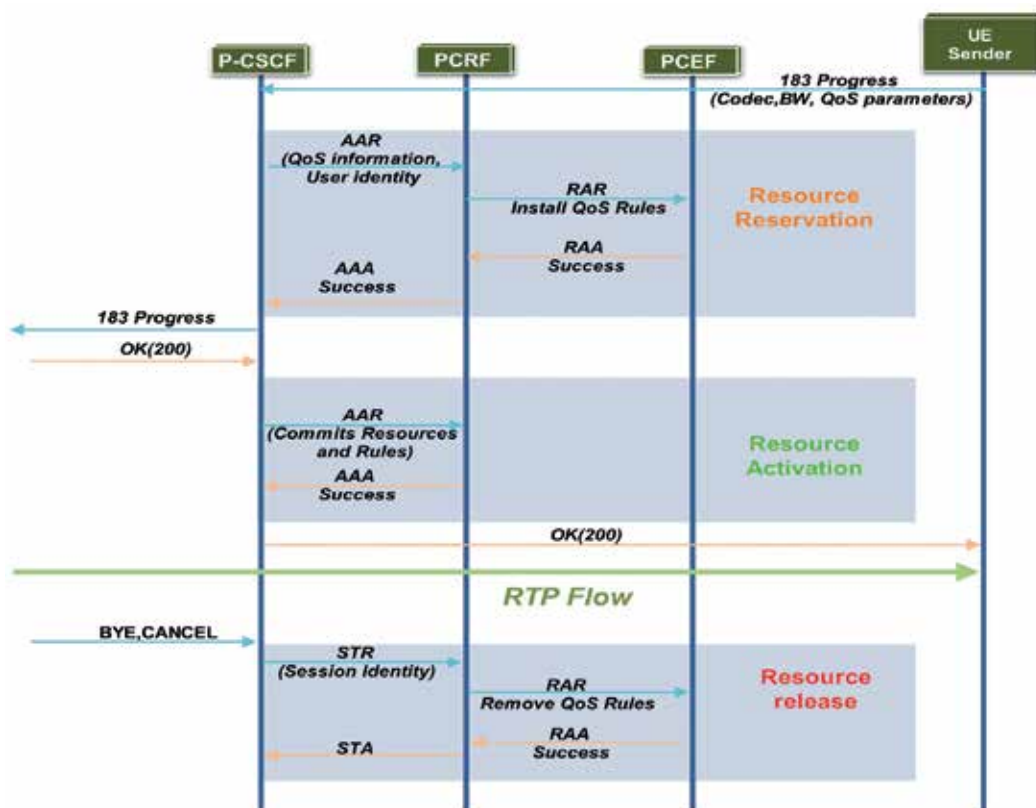 P-CSCF
PCRF
PCEF
UE
Sender
183 Progress
(Codec,BW, QoS parameters)
AAR
(QoS information,
User identity
RAR
Install QoS Rules
Resource
Reservation
RAA
Success
AAA
Success
183 Progress
OK(200)
AAR
(Commits Resources
and Rules)
Resource
Activation
AAA
Success
OK(200)
RTP Flow
BYE,CANCEL
STR
(Session Identity)
RAR
Remove QoS Rules
Resource
release
RAA
Success
STA